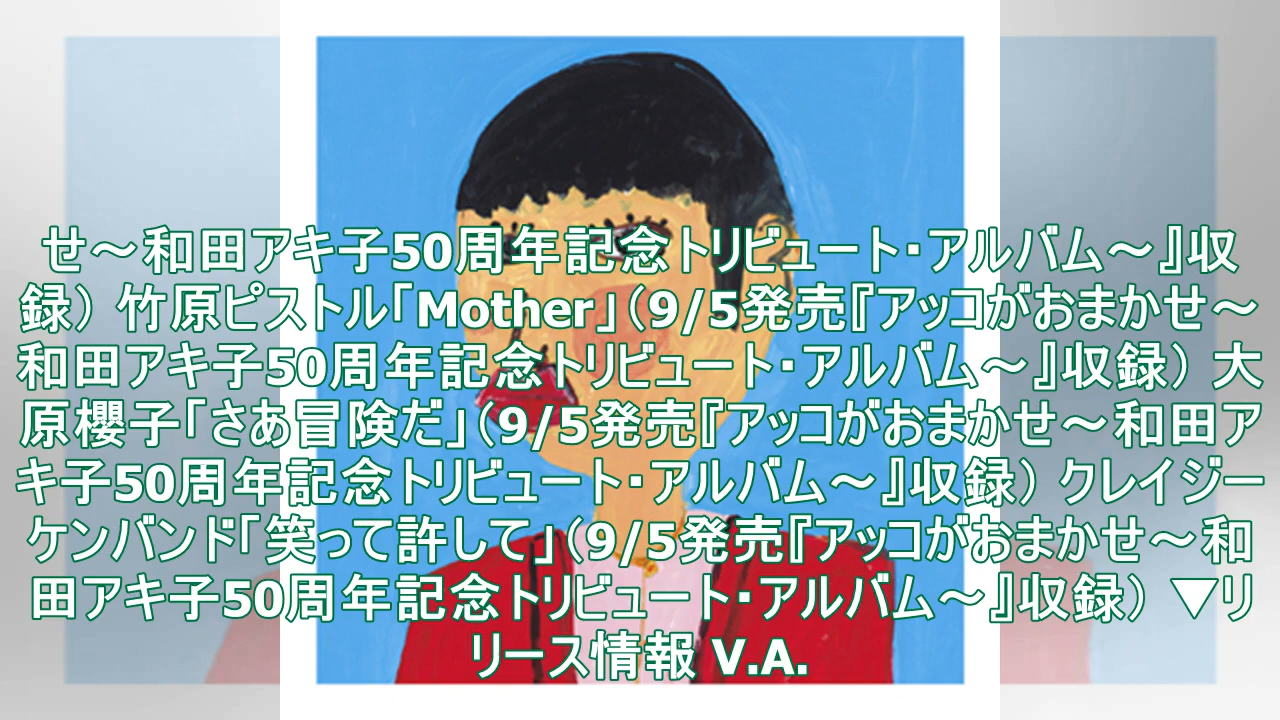 せ～和田アキ子50周年記念トリビュート・アルバム～』収
録） 竹原ピストル「Mother」（9/5発売『アッコがおまかせ～
和田アキ子50周年記念トリビュート・アルバム～』収録） 大
原櫻子「さあ冒険だ」（9/5発売『アッコがおまかせ～和田ア
キ子50周年記念トリビュート・アルバム～』収録） クレイジー
ケンバンド「笑って許して」（9/5発売『アッコがおまかせ～和
田アキ子50周年記念トリビュート・アルバム～』収録） ▼リ
リース情報 V.A.